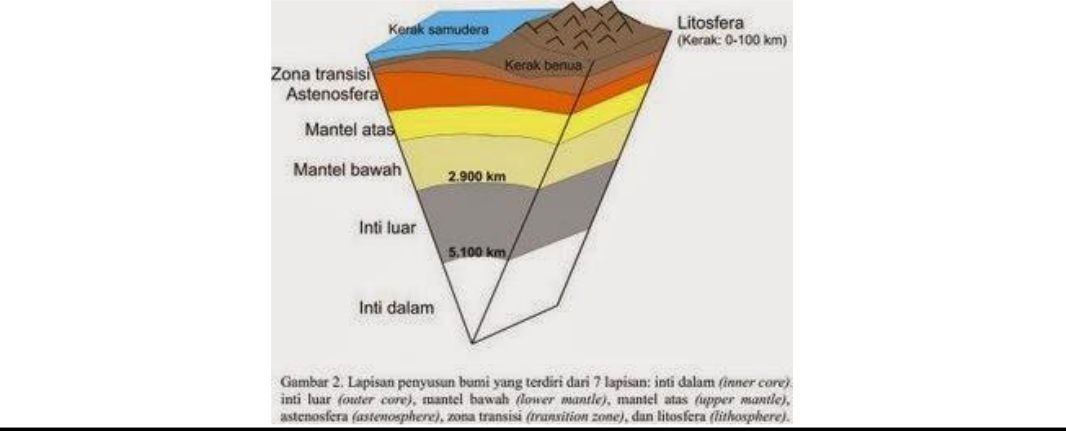 Kerak samudera
Litosfera
(Kerak: 0-100 km)
Kerak benua
Zona transisi
Astenosfera
Mantel atas
Mantel bawah
2.900 km
Inti luar
5.100 km
Inti dalam
Gambar 2. Lapisan penyusun bumi yang terdiri dari 7 lapisan: inti dalam (inner core).
inti luar (outer core), mantel bawah (lower mantle), mantel atas (upper mantle),
astenosfera (astenosphere), zona transisi (transition zone), dan litosfera (lithosphere).